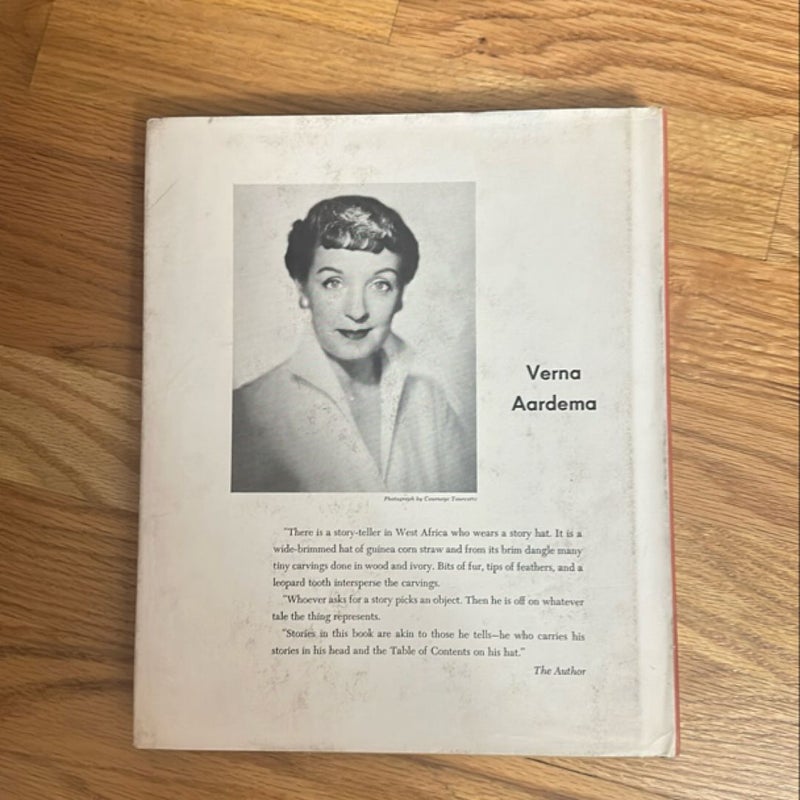 Verna
Aardema
Photograph by
"There is a story-teller in West Africa who wears a story hat. It is a
wide-brimmed hat of guinea corn straw and from its brim dangle many
tiny carvings done in wood and ivory. Bits of fur, tips of feathers, and a
leopard tooth intersperse the carvings.
"Whoever asks for a story picks an object. Then he is off on whatever
tale the thing represents.
"Stories in this book are akin to those he tells—he who carries his
stories in his head and the Table of Contents on his hat."
The Author